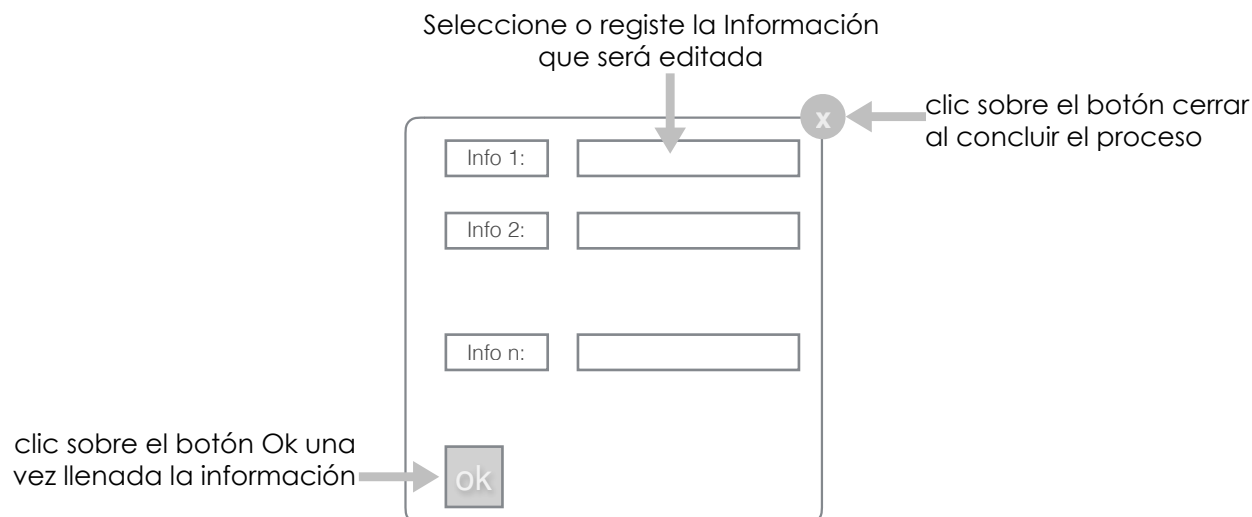 Seleccione o registe la Información
que será editada
clic sobre el botón cerrar
al concluir el proceso
x
Info 1:
Info 2:
Info n:
clic sobre el botón Ok una
vez llenada la información
ok